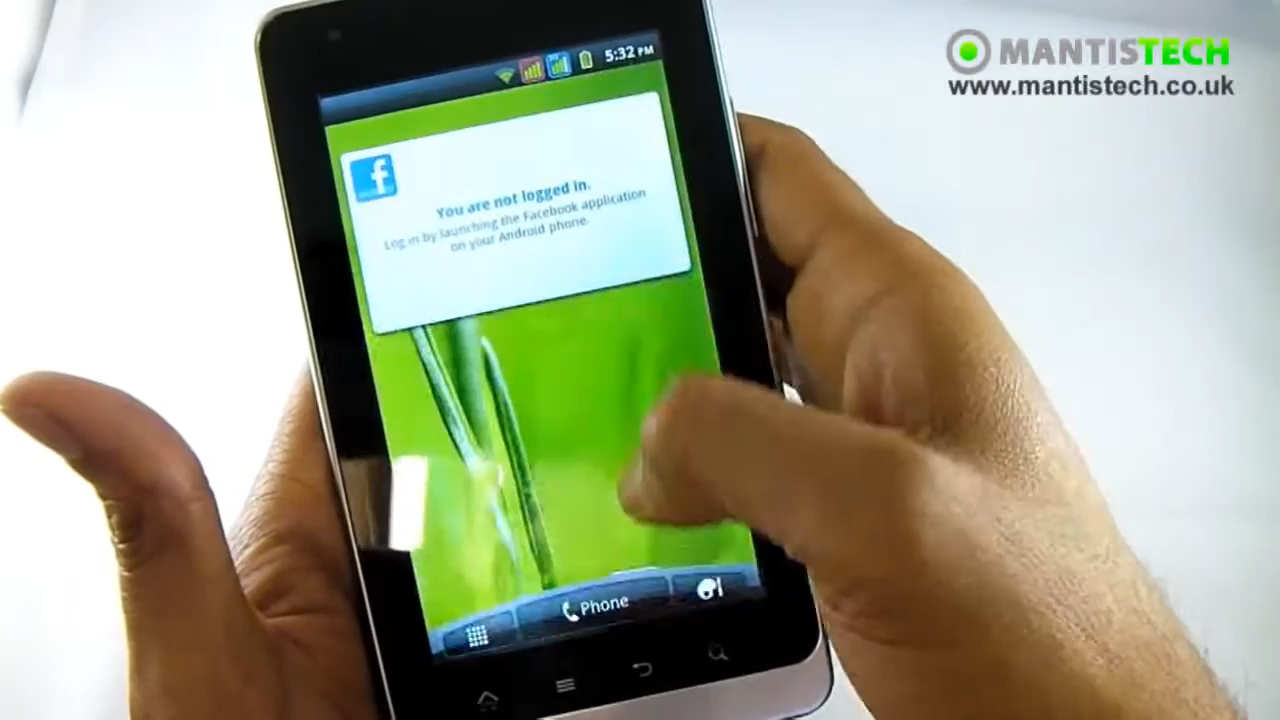 MANTISTECH
www.mantistech.co.uk
5:32 PM
f
You are not logged in.
Log in by launching the Facebook application
on your Android phone.
Phone